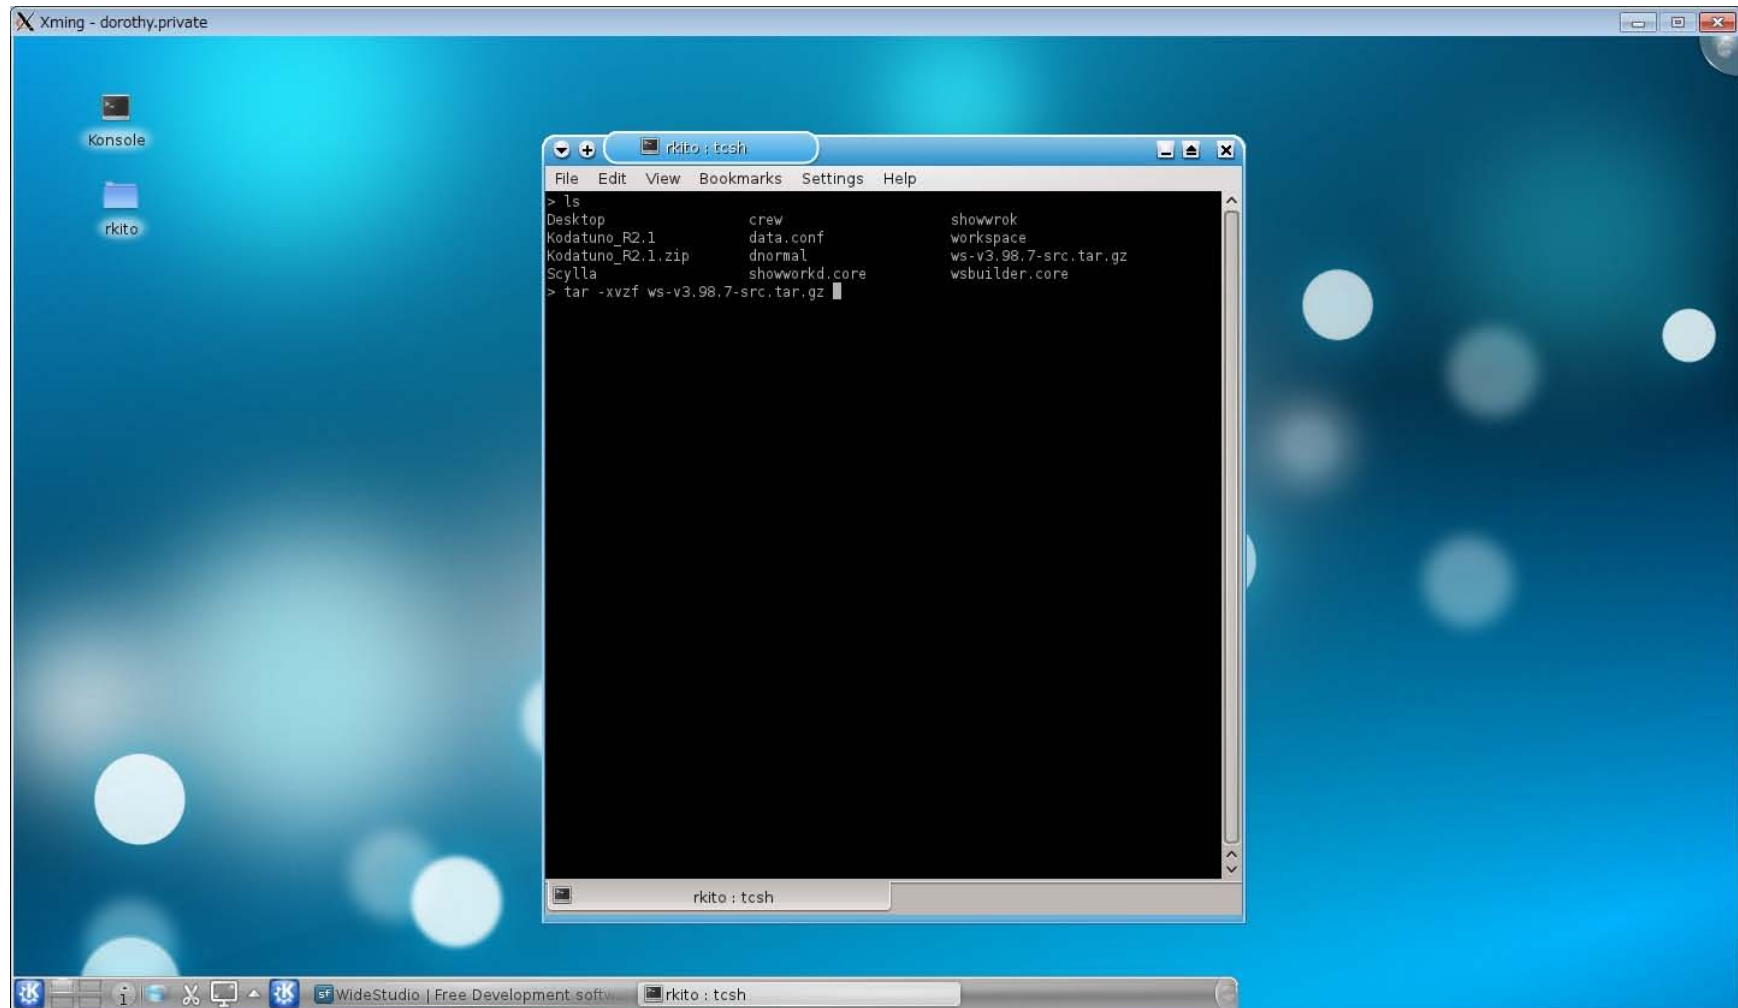 Xming - dorothy.private
Konsole
rkito
rkito : tcsh
File Edit View Bookmarks Settings Help
> ls
Desktop crew showwrok
Kodatuno_R2.1 data.conf workspace
Kodatuno_R2.1.zip dnormal ws-v3.98.7-src.tar.gz
Scylla showworkd.core wsbuilder.core
> tar -xvzf ws-v3.98.7-src.tar.gz
rkito : tcsh
sf WideStudio | Free Development softw
rkito : tcsh